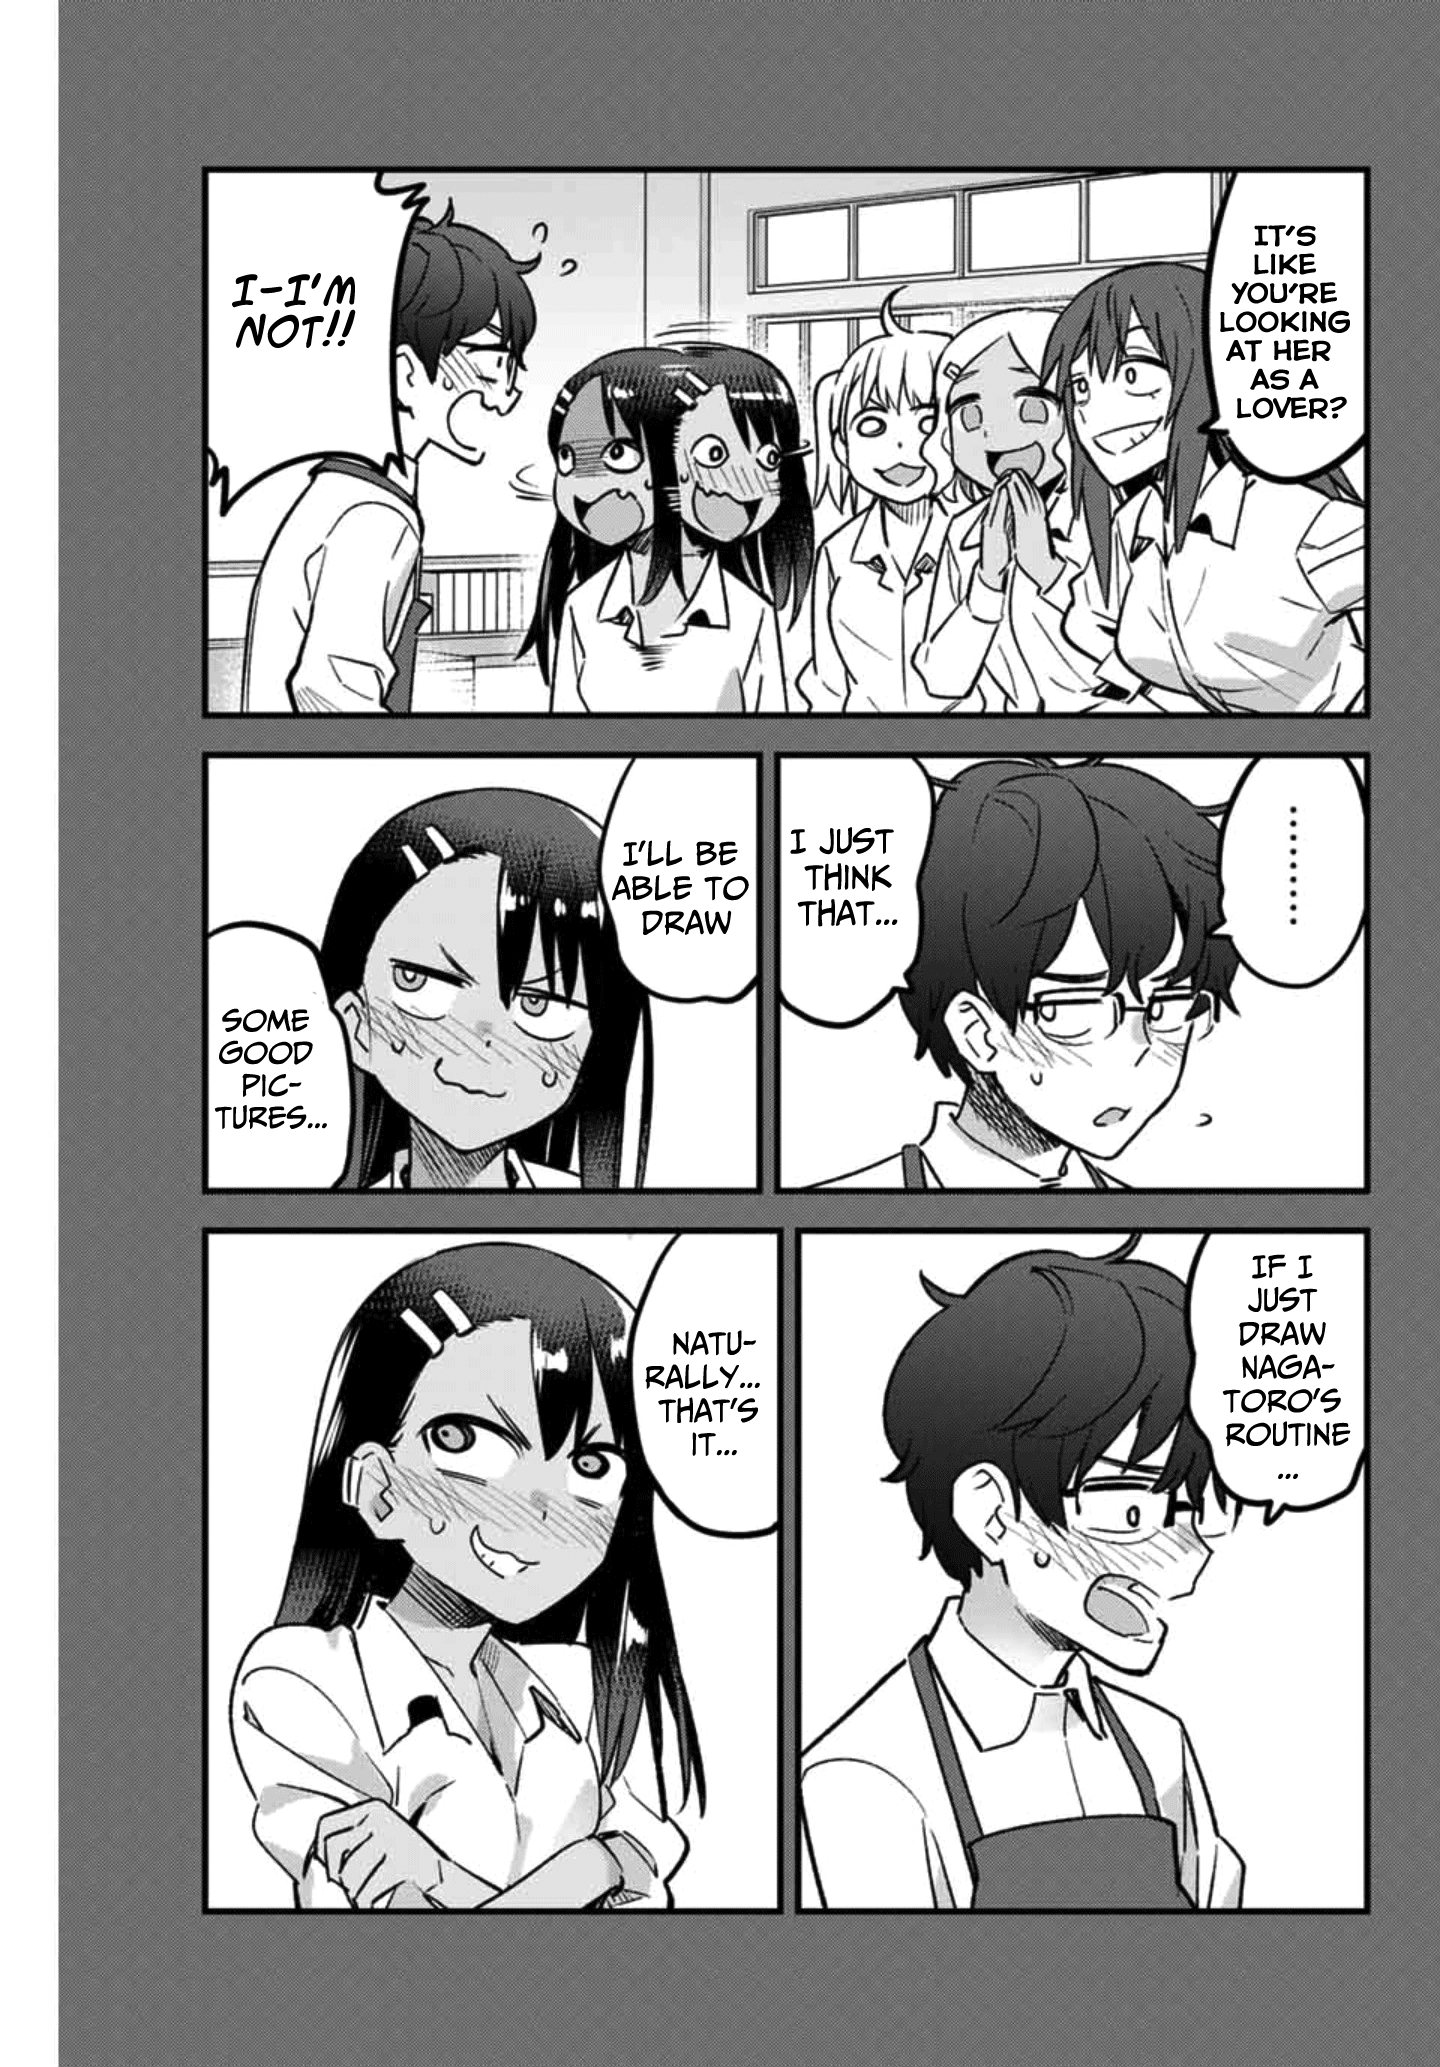 IT'S
LIKE
YOU'RE
LOOKING
AT HER
AS A
LOVER?
I-I'M
NOT!!
.........
I JUST
THINK
THAT...
I'LL BE
ABLE TO
DRAW
SOME
GOOD
PIC-
TURES...
IF I
JUST
DRAW
NAGA-
TORO'S
ROUTINE
...
NATU-
RALLY...
THAT'S
IT...